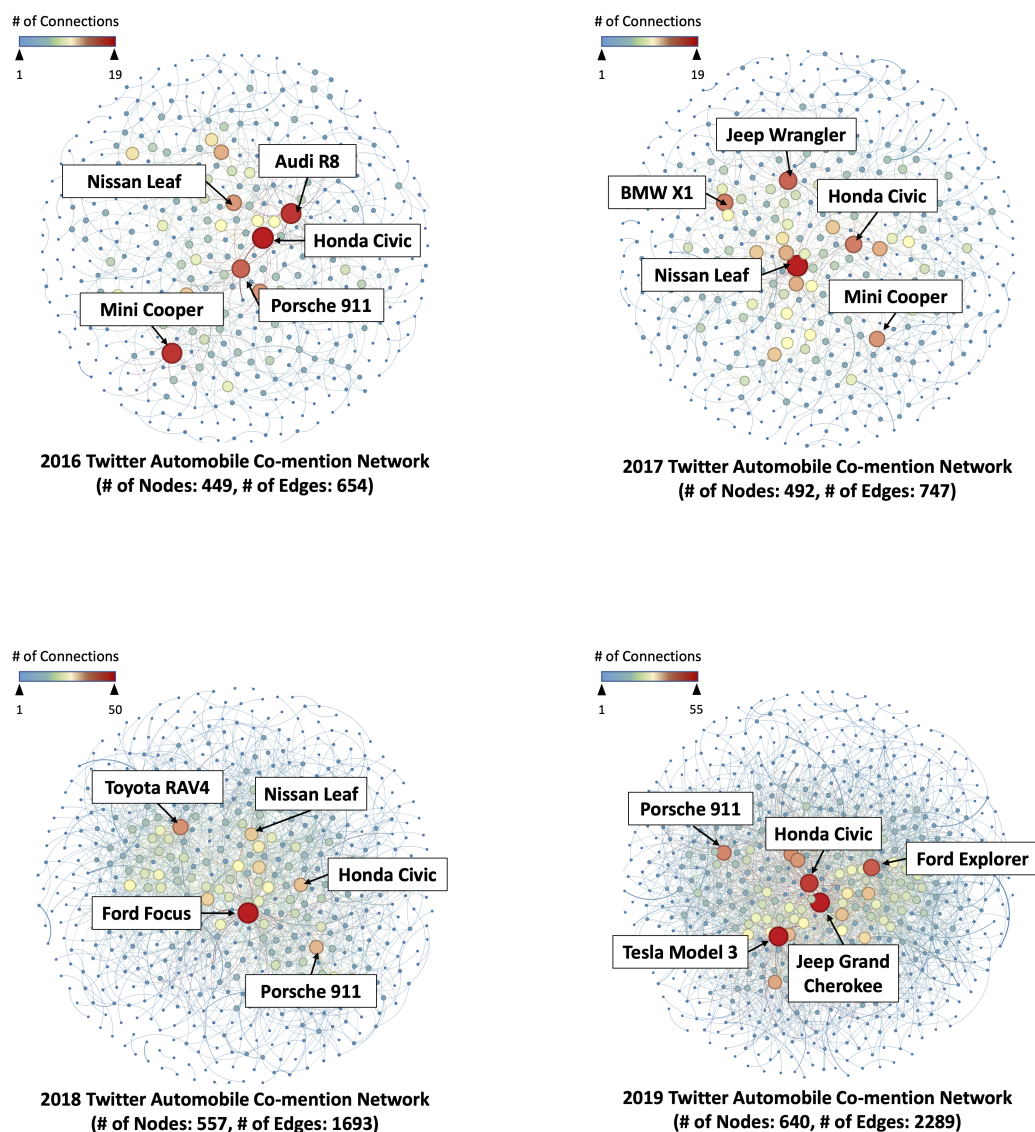 # of Connections
1
19
Audi R8
Nissan Leaf
Honda Civic
Mini Cooper
Porsche 911
2016 Twitter Automobile Co-mention Network
(# of Nodes: 449, # of Edges: 654)
# of Connections
1
19
Jeep Wrangler
BMW X1
Honda Civic
Nissan Leaf
Mini Cooper
2017 Twitter Automobile Co-mention Network
(# of Nodes: 492, # of Edges: 747)
# of Connections
1
50
Toyota RAV4
Nissan Leaf
Honda Civic
Ford Focus
Porsche 911
2018 Twitter Automobile Co-mention Network
(# of Nodes: 557, # of Edges: 1693)
# of Connections
1
55
Porsche 911
Honda Civic
Ford Explorer
Tesla Model 3
Jeep Grand
Cherokee
2019 Twitter Automobile Co-mention Network
(# of Nodes: 640, # of Edges: 2289)